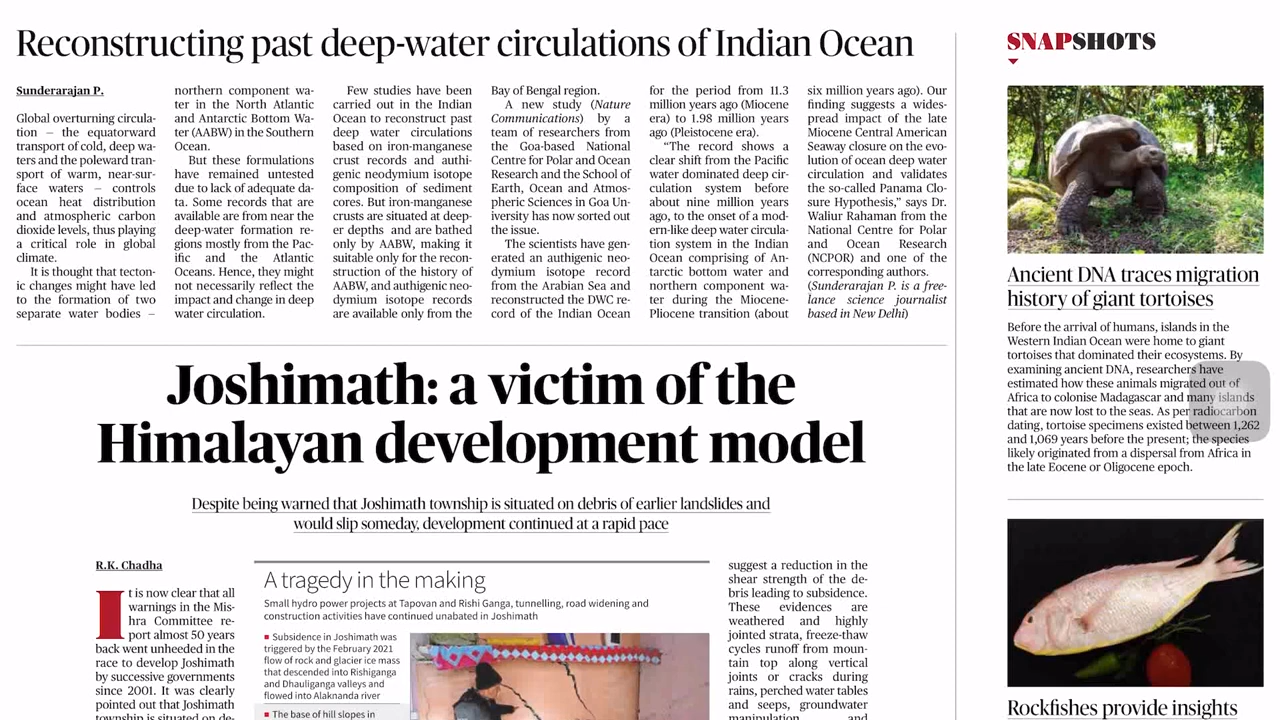 Reconstructing past deep-water circulations of Indian Ocean
Sunderarajan P.
Global overturning circula-
tion — the equatorward
transport of cold, deep wa-
ters and the poleward tran-
sport of warm, near-sur-
face waters — controls
ocean heat distribution
and atmospheric carbon
dioxide levels, thus playing
a critical role in global
climate.
It is thought that tecton-
ic changes might have led
to the formation of two
separate water bodies —
northern component wa-
ter in the North Atlantic
and Antarctic Bottom Wa-
ter (AABW) in the Southern
Ocean.
But these formulations
have remained untested
due to lack of adequate da-
ta. Some records that are
available are from near the
deep-water formation re-
gions mostly from the Pac-
ific and the Atlantic
Oceans. Hence, they might
not necessarily reflect the
impact and change in deep
water circulation.
Few studies have been
carried out in the Indian
Ocean to reconstruct past
deep water circulations
based on iron-manganese
crust records and authi-
genic neodymium isotope
composition of sediment
cores. But iron-manganese
crusts are situated at deep-
er depths and are bathed
only by AABW, making it
suitable only for the recon-
struction of the history of
AABW, and authigenic neo-
dymium isotope records
are available only from the
Bay of Bengal region.
A new study (Nature
Communications) by a
team of researchers from
the Goa-based National
Centre for Polar and Ocean
Research and the School of
Earth, Ocean and Atmos-
pheric Sciences in Goa Un-
iversity has now sorted out
the issue.
The scientists have gen-
erated an authigenic neo-
dymium isotope record
from the Arabian Sea and
reconstructed the DWC re-
cord of the Indian Ocean
for the period from 11.3
million years ago (Miocene
era) to 1.98 million years
ago (Pleistocene era).
“The record shows a
clear shift from the Pacific
water dominated deep cir-
culation system before
about nine million years
ago, to the onset of a mod-
ern-like deep water circula-
tion system in the Indian
Ocean comprising of An-
tarctic bottom water and
northern component wa-
ter during the Miocene-
Pliocene transition (about
six million years ago). Our
finding suggests a wides-
pread impact of the late
Miocene Central American
Seaway closure on the evo-
lution of ocean deep water
circulation and validates
the so-called Panama Clo-
sure Hypothesis,” says Dr.
Waliur Rahaman from the
National Centre for Polar
and Ocean Research
(NCPOR) and one of the
corresponding authors.
(Sunderarajan P. is a free-
lance science journalist
based in New Delhi)
Joshimath: a victim of the
Himalayan development model
Despite being warned that Joshimath township is situated on debris of earlier landslides and
would slip someday, development continued at a rapid pace
R.K. Chadha
It is now clear that all
warnings in the Mis-
hra Committee re-
port almost 50 years
back went unheeded in the
race to develop Joshimath
by successive governments
since 2001. It was clearly
pointed out that Joshimath
township is situated on de-
A tragedy in the making
Small hydro power projects at Tapovan and Rishi Ganga, tunnelling, road widening and
construction activities have continued unabated in Joshimath
■ Subsidence in Joshimath was
triggered by the February 2021
flow of rock and glacier ice mass
that descended into Rishiganga
and Dhauliganga valleys and
flowed into Alaknanda river
■ The base of hill slopes in
suggest a reduction in the
shear strength of the de-
bris leading to subsidence.
These evidences are
weathered and highly
jointed strata, freeze-thaw
cycles runoff from moun-
tain top along vertical
joints or cracks during
rains, perched water tables
and seeps, groundwater
manipulation and
SNAPSHOTS
Ancient DNA traces migration
history of giant tortoises
Before the arrival of humans, islands in the
Western Indian Ocean were home to giant
tortoises that dominated their ecosystems. By
examining ancient DNA, researchers have
estimated how these animals migrated out of
Africa to colonise Madagascar and many islands
that are now lost to the seas. As per radiocarbon
dating, tortoise specimens existed between 1,262
and 1,069 years before the present; the species
likely originated from a dispersal from Africa in
the late Eocene or Oligocene epoch.
Rockfishes provide insights